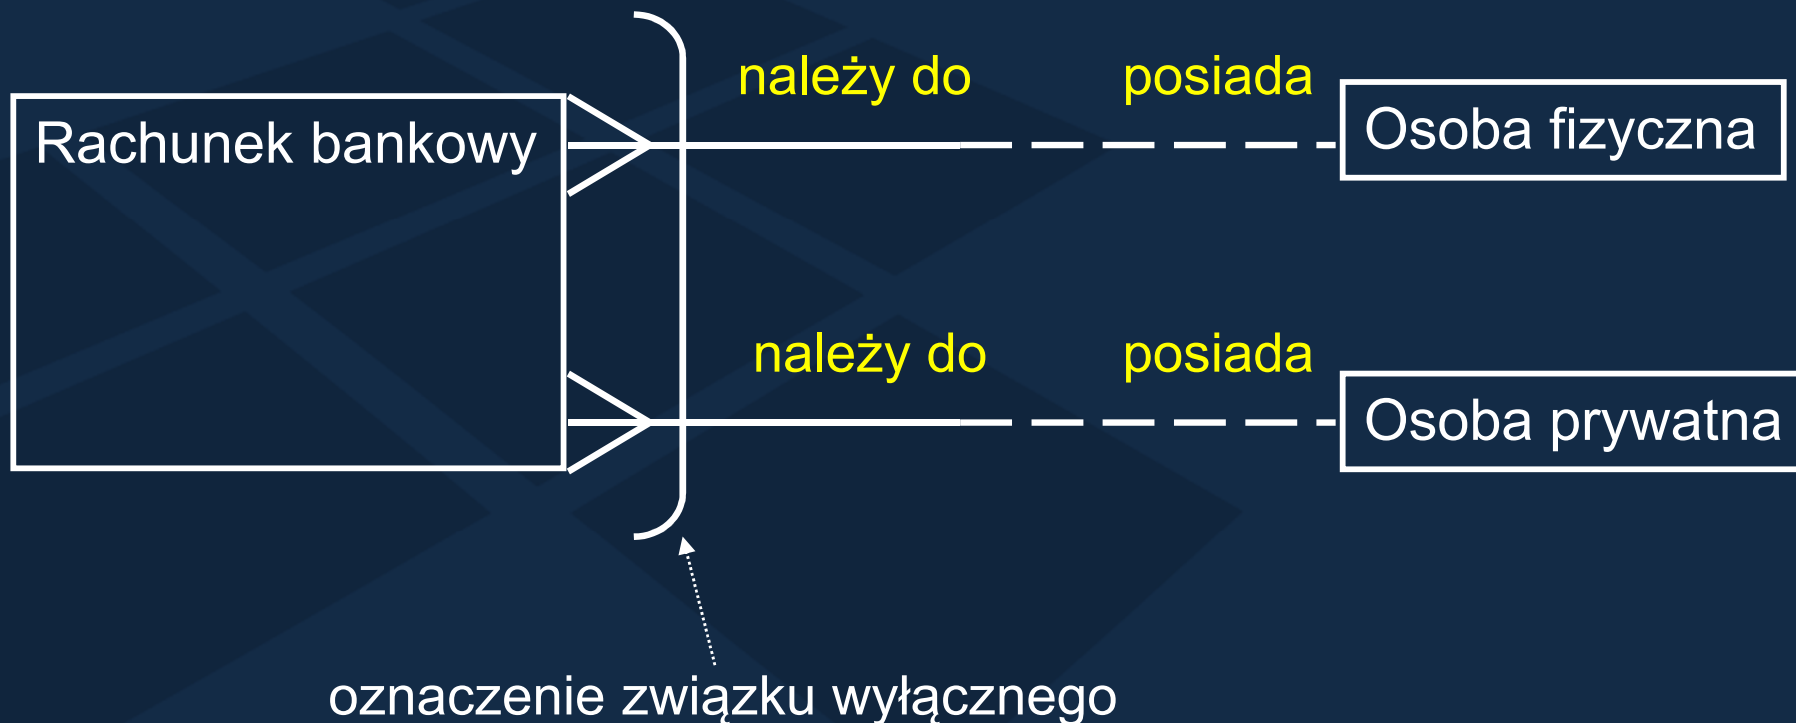 należy do posiada
Rachunek bankowy
Osoba fizyczna
należy do posiada
Osoba prywatna
oznaczenie związku wyłącznego